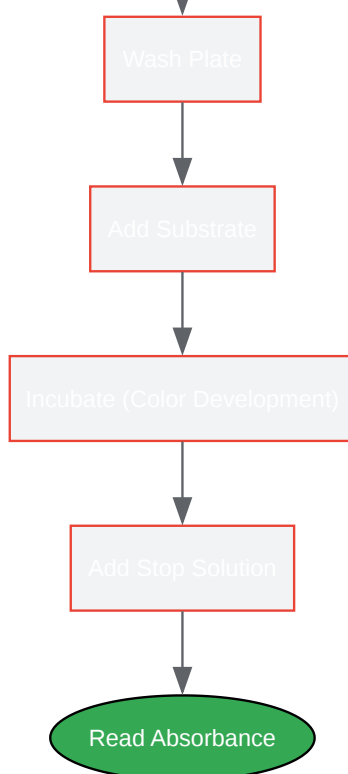 Wash Plate
Add Substrate
Incubate (Color Development)
Add Stop Solution
Read Absorbance